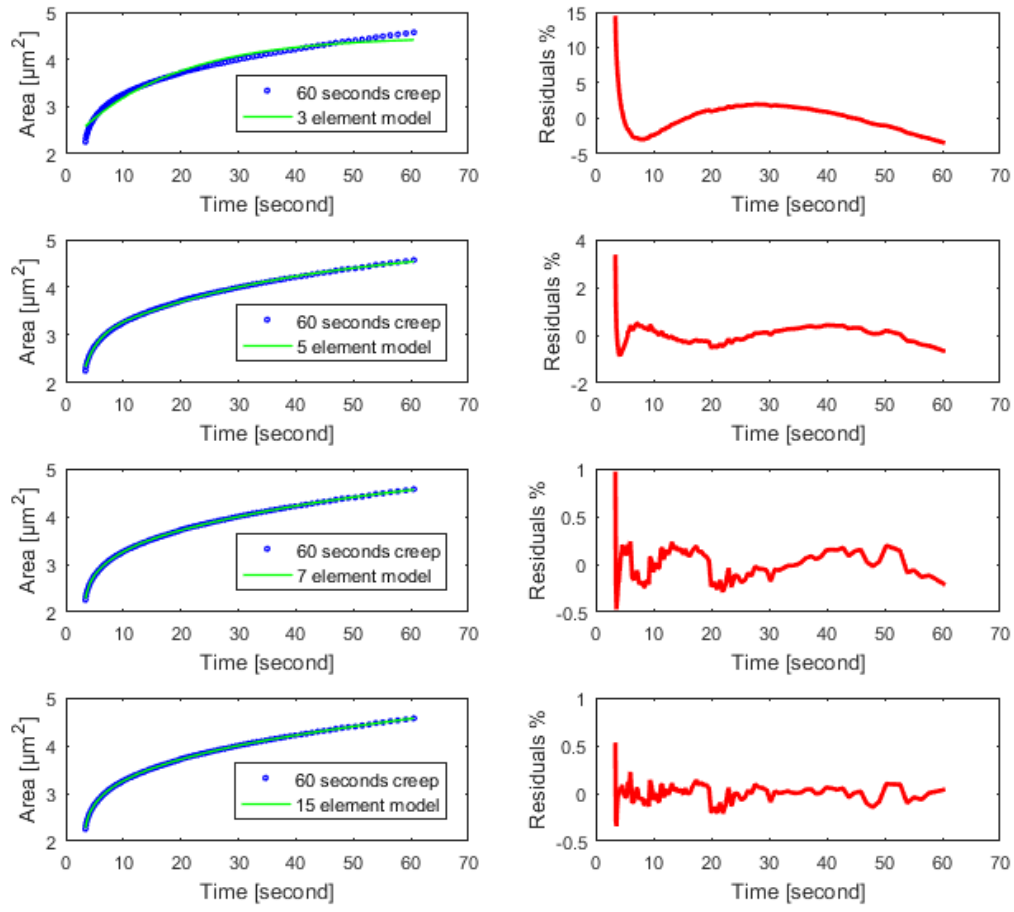 5
4
3
2
Area [μm²]
0 10 20 30 40 50 60 70
Time [second]
60 seconds creep
3 element model
15
10
5
0
-5
Residuals %
0 10 20 30 40 50 60 70
Time [second]
5
4
3
2
Area [μm²]
0 10 20 30 40 50 60 70
Time [second]
60 seconds creep
5 element model
4
2
0
-2
Residuals %
0 10 20 30 40 50 60 70
Time [second]
5
4
3
2
Area [μm²]
0 10 20 30 40 50 60 70
Time [second]
60 seconds creep
7 element model
1
0.5
0
-0.5
Residuals %
0 10 20 30 40 50 60 70
Time [second]
5
4
3
2
Area [μm²]
0 10 20 30 40 50 60 70
Time [second]
60 seconds creep
15 element model
1
0.5
0
-0.5
Residuals %
0 10 20 30 40 50 60 70
Time [second]